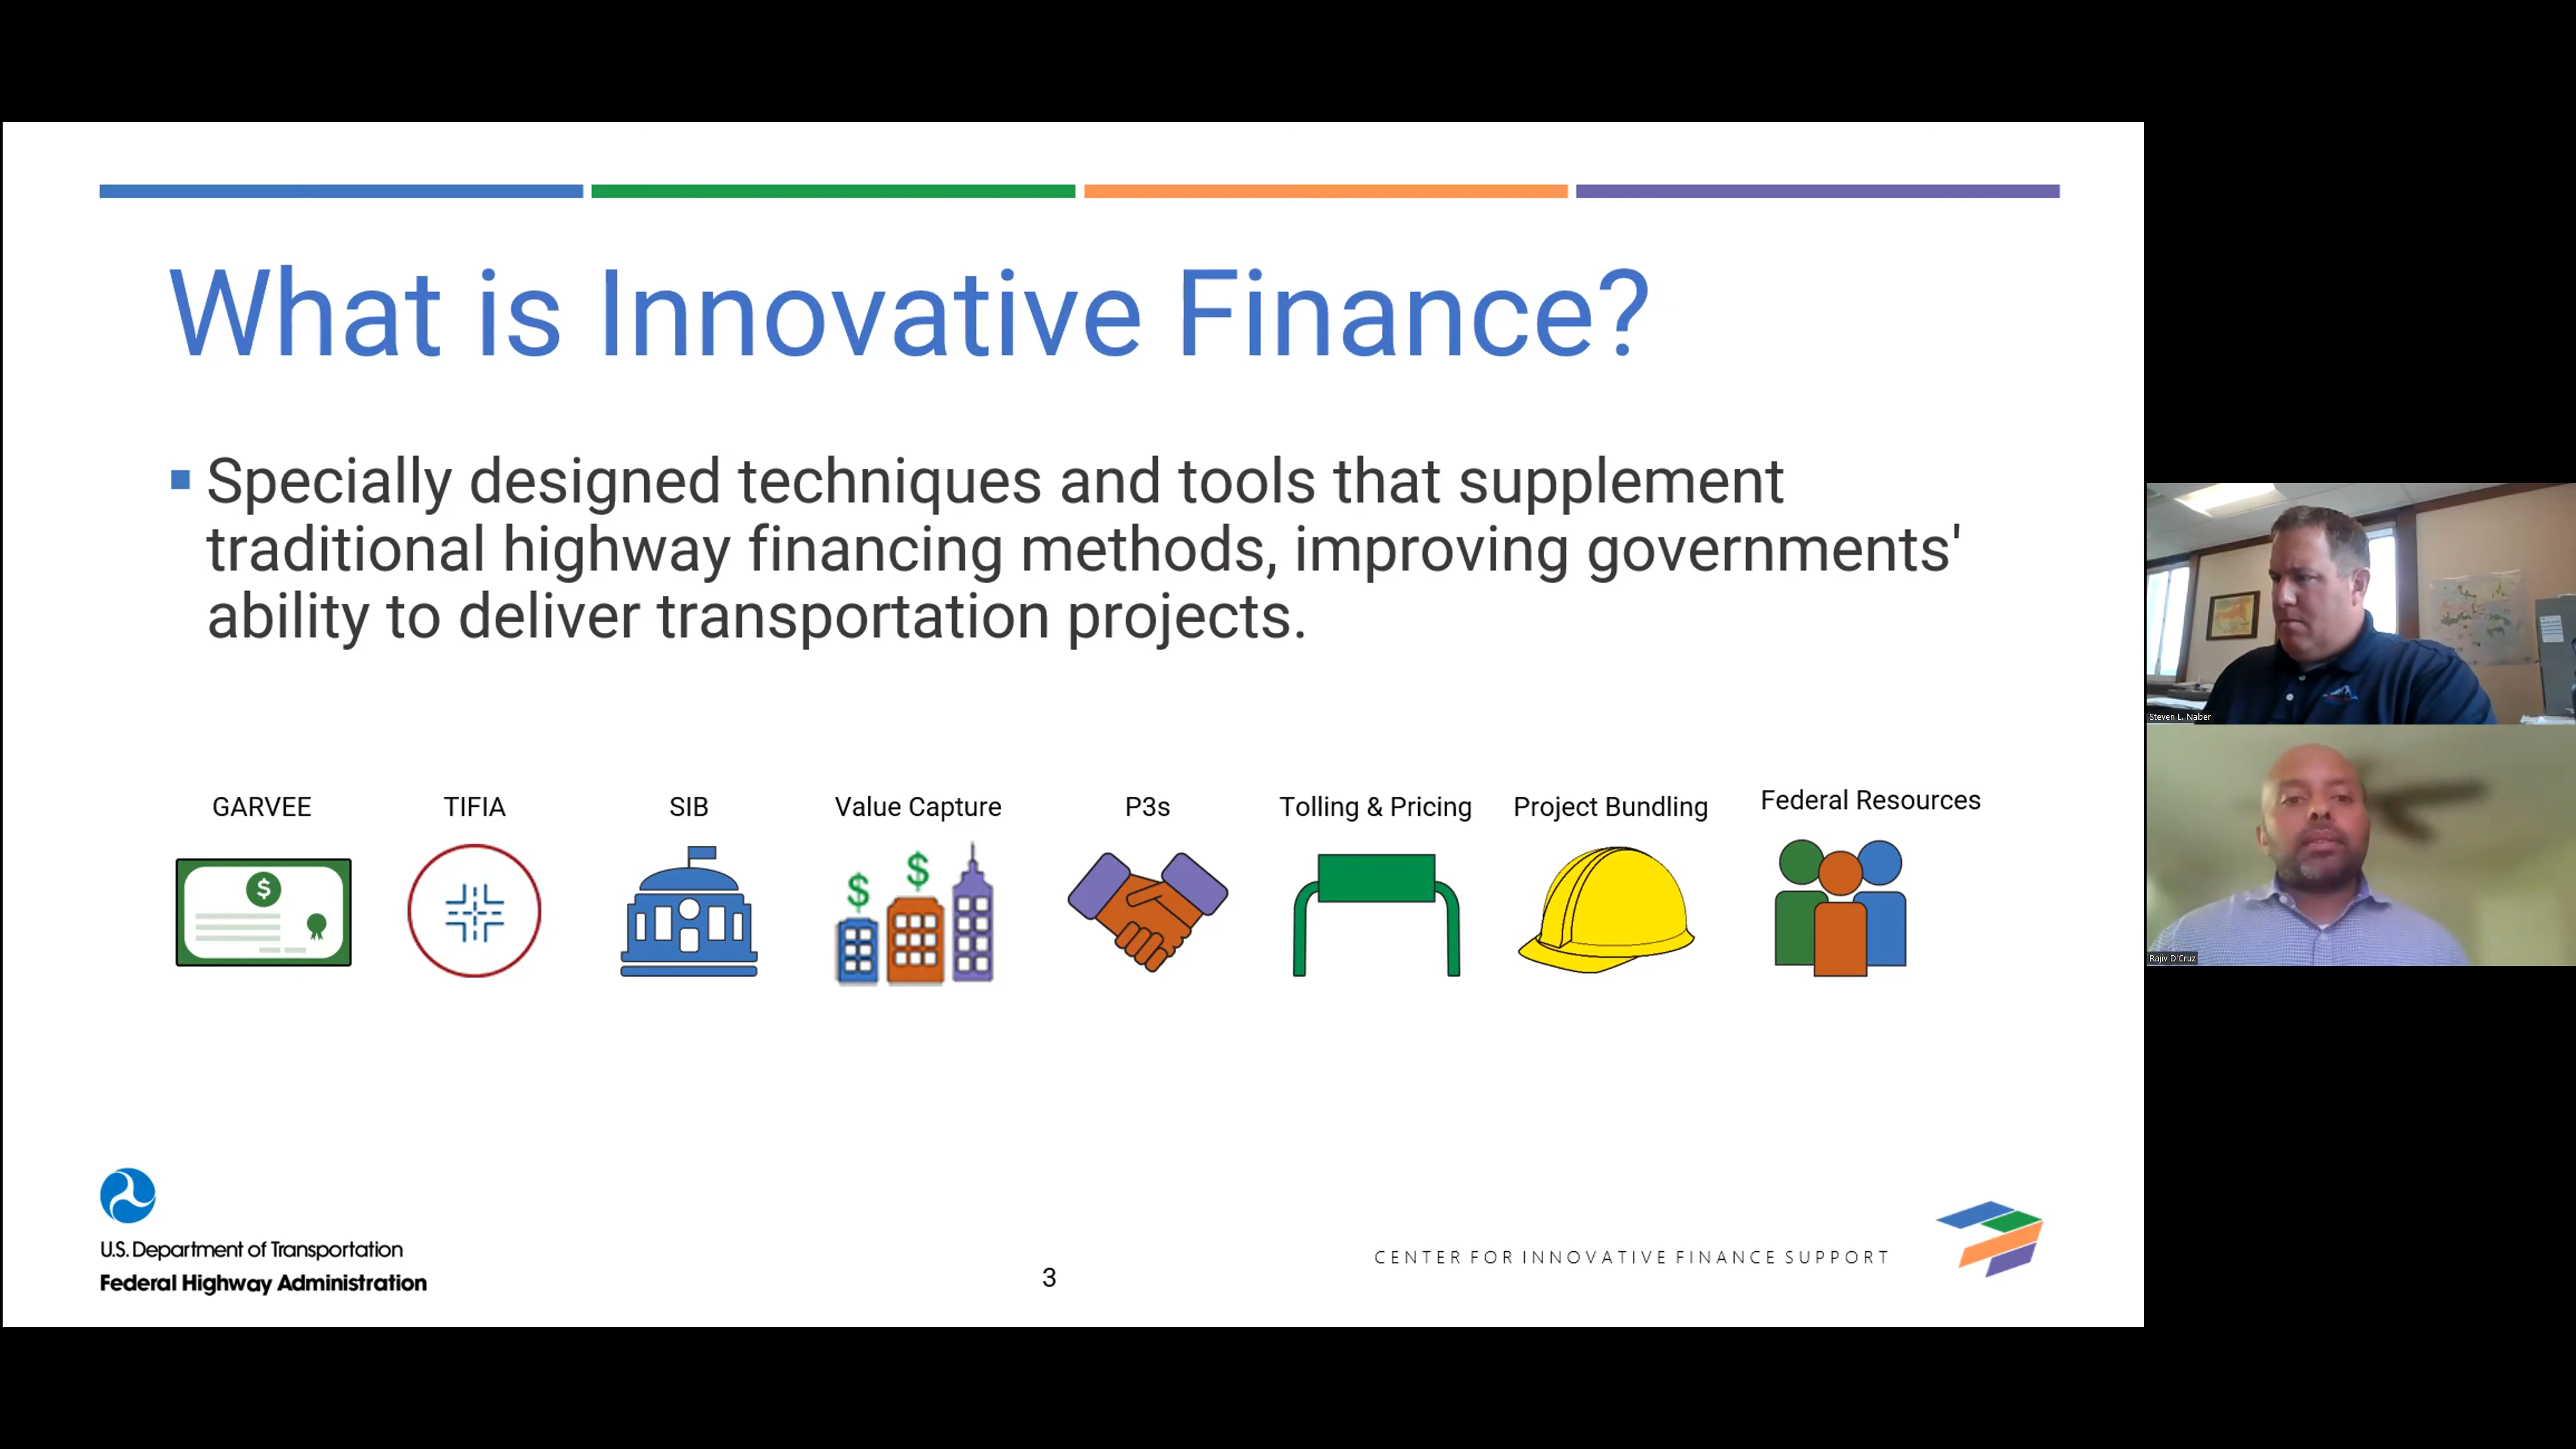 What is Innovative Finance?
Specially designed techniques and tools that supplement
traditional highway financing methods, improving governments'
ability to deliver transportation projects.
GARVEE
TIFIA
SIB
Value Capture
P3s
Tolling & Pricing
Project Bundling
Federal Resources
$
$
$
U.S. Department of Transportation
Federal Highway Administration
3
CENTER FOR INNOVATIVE FINANCE SUPPORT
Steven L. Naber
Rajiv D'Cruz